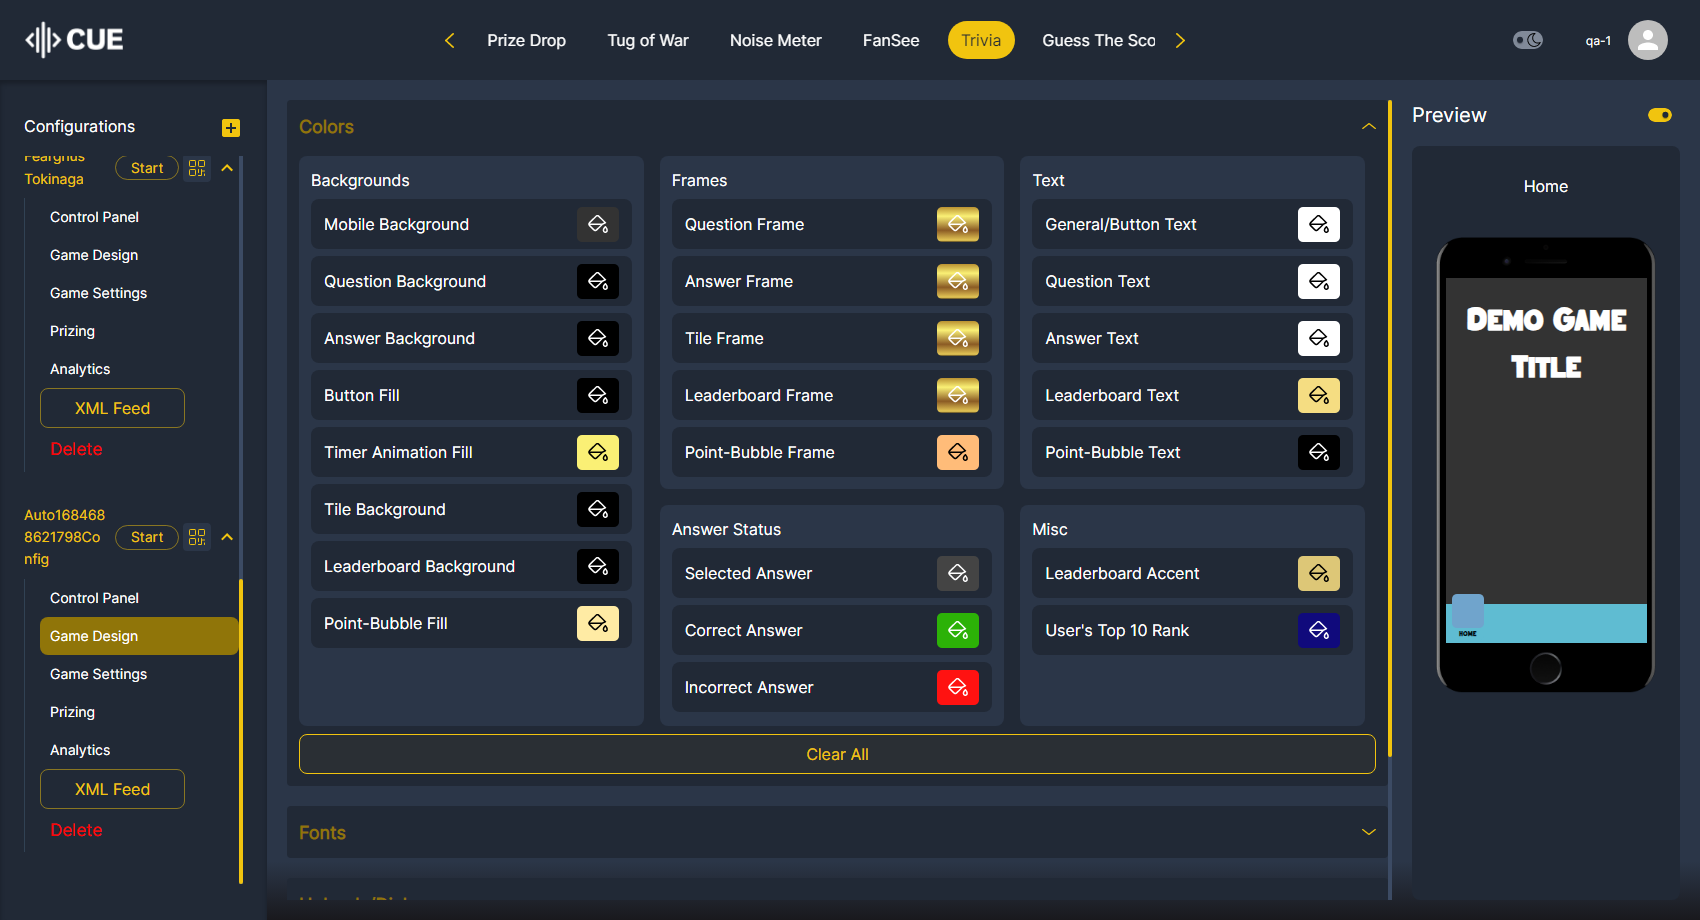 CUE
Prize Drop
Tug of War
Noise Meter
FanSee
Trivia
Guess The Sco
qa-1
Configurations
Fearghus
Tokinaga
Start
Control Panel
Game Design
Game Settings
Prizing
Analytics
XML Feed
Delete
Auto168468
8621798Co
nfig
Start
Control Panel
Game Design
Game Settings
Prizing
Analytics
XML Feed
Delete
Colors
Backgrounds
Mobile Background
Question Background
Answer Background
Button Fill
Timer Animation Fill
Tile Background
Leaderboard Background
Point-Bubble Fill
Frames
Question Frame
Answer Frame
Tile Frame
Leaderboard Frame
Point-Bubble Frame
Text
General/Button Text
Question Text
Answer Text
Leaderboard Text
Point-Bubble Text
Answer Status
Selected Answer
Correct Answer
Incorrect Answer
Misc
Leaderboard Accent
User's Top 10 Rank
Clear All
Fonts
Preview
Home
Demo Game
Title
HOME